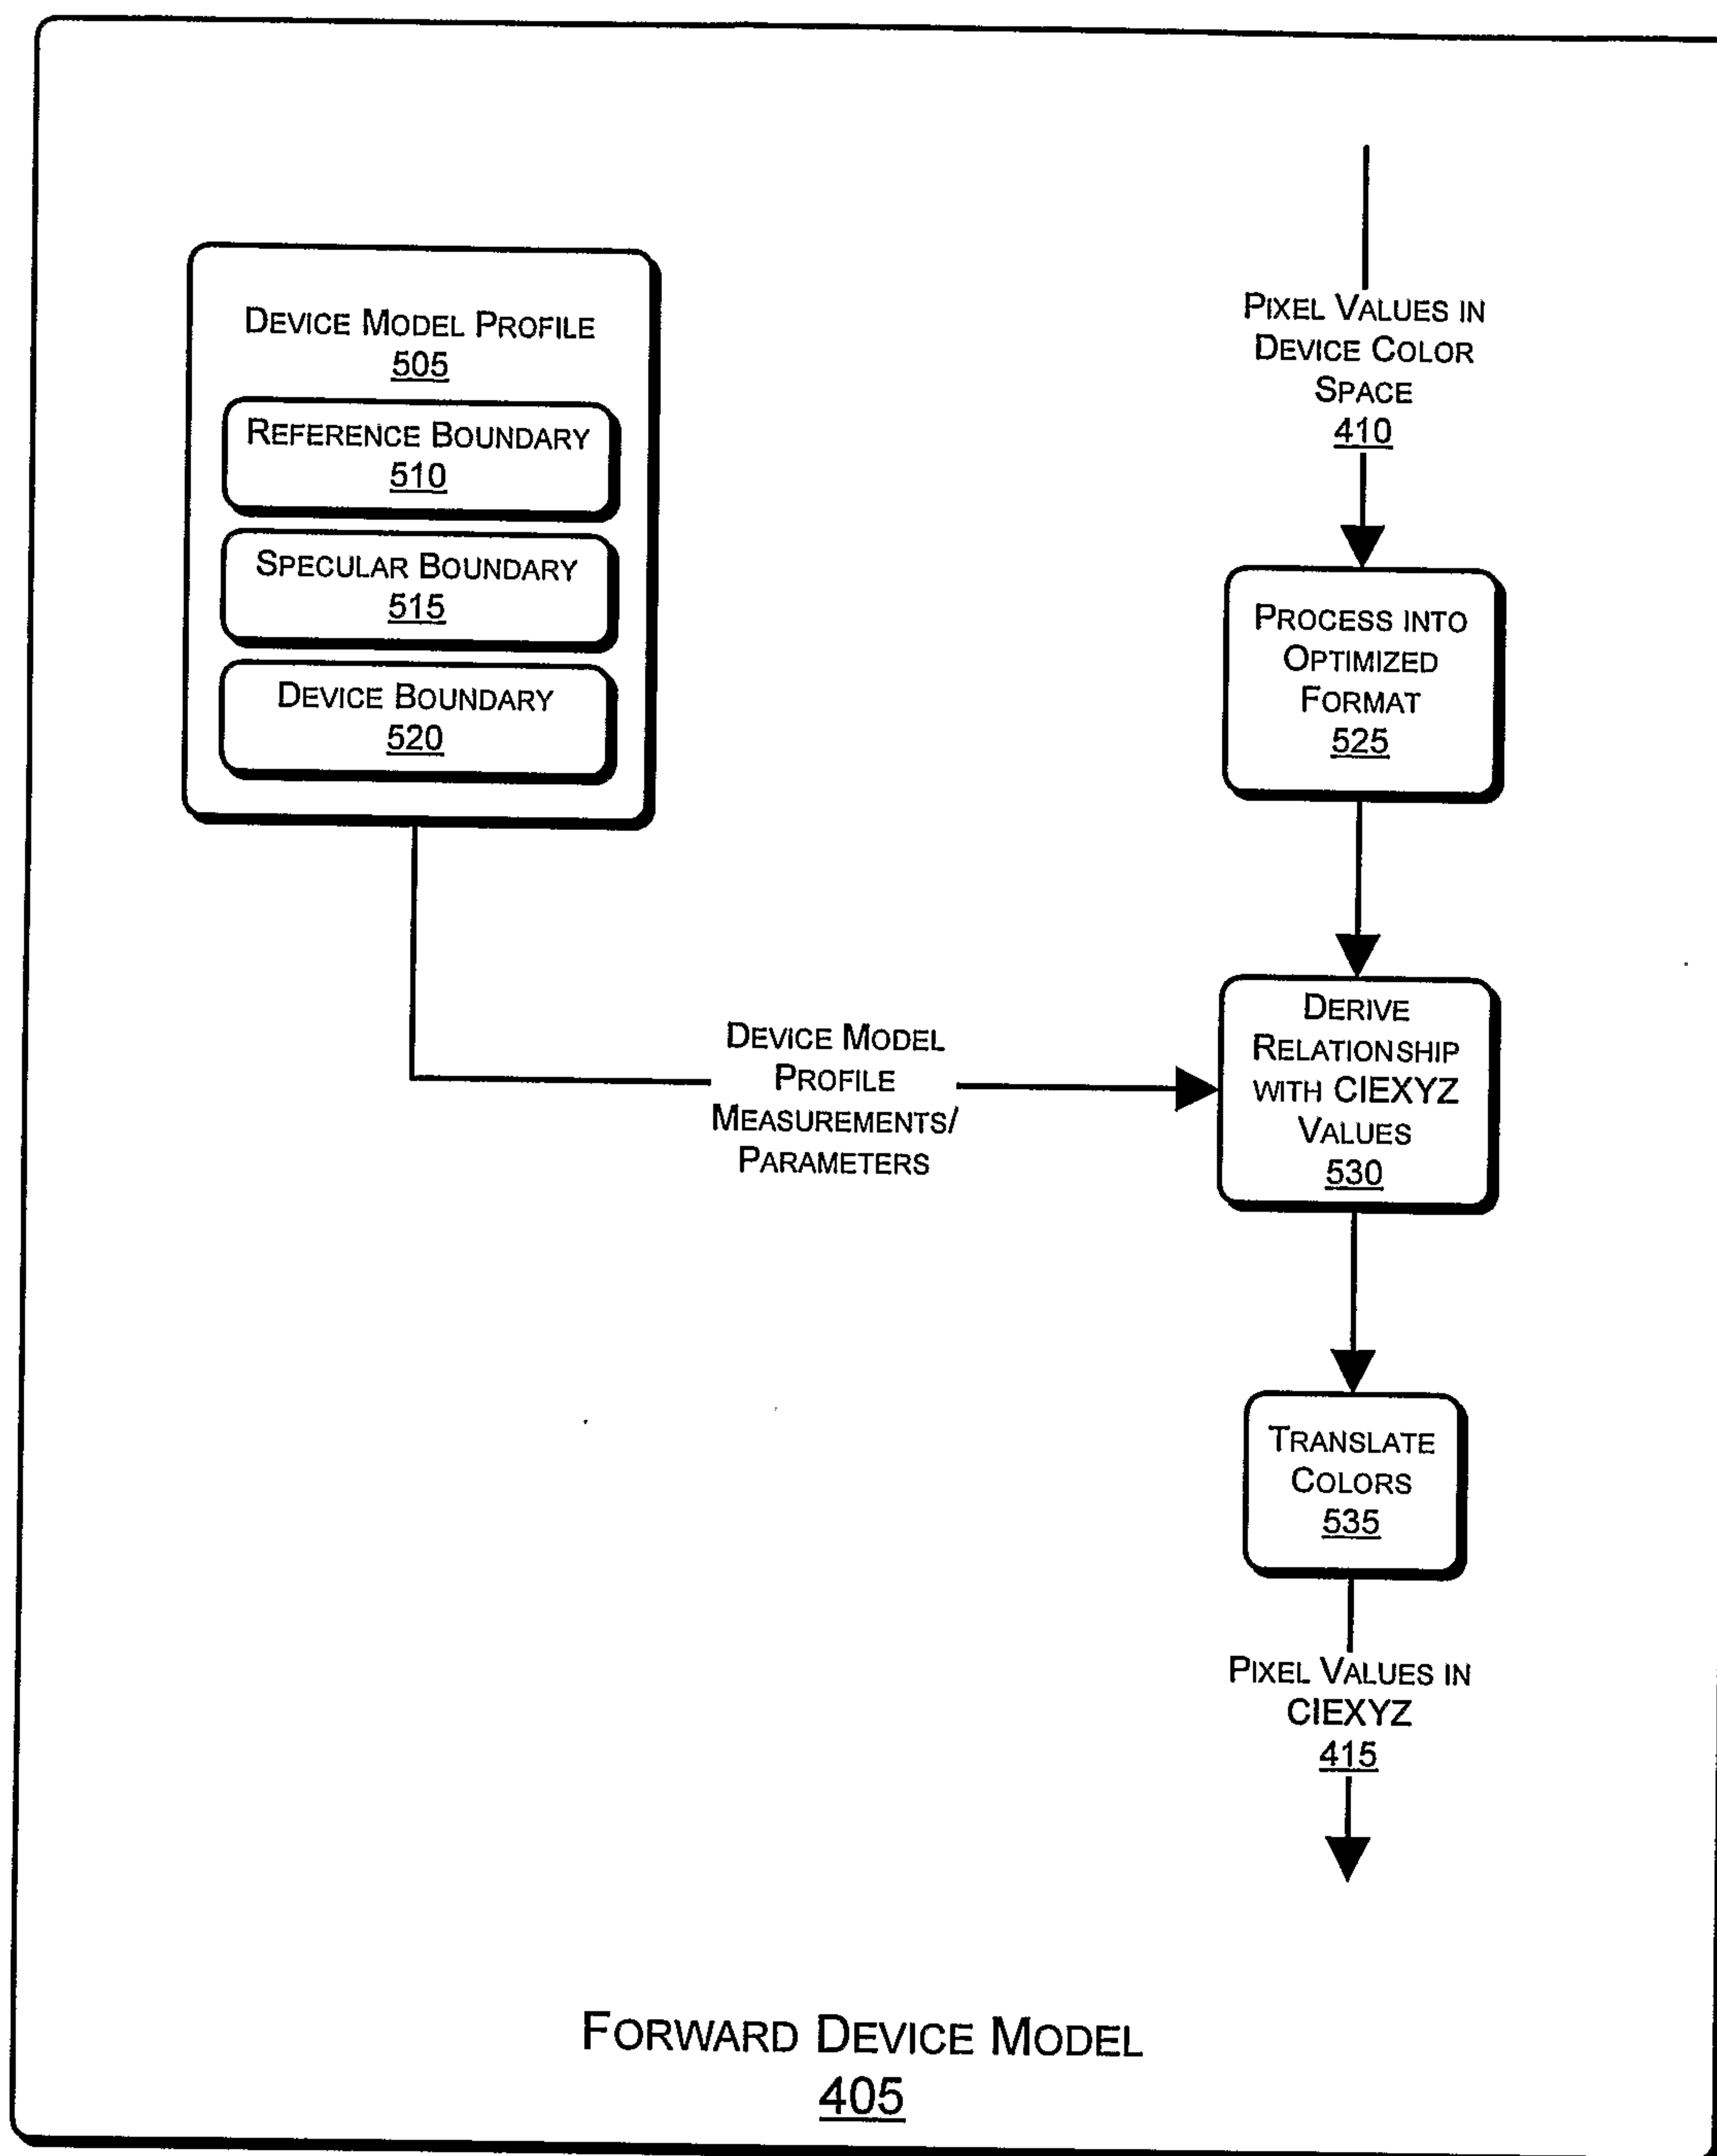 DEVICE MODEL PROFILE
505
REFERENCE BOUNDARY
510
SPECULAR BOUNDARY
515
DEVICE BOUNDARY
520
PIXEL VALUES IN
DEVICE COLOR
SPACE
410
PROCESS INTO
OPTIMIZED
FORMAT
525
DEVICE MODEL
PROFILE
MEASUREMENTS/
PARAMETERS
DERIVE
RELATIONSHIP
WITH CIEXYZ
VALUES
530
TRANSLATE
COLORS
535
PIXEL VALUES IN
CIEXYZ
415
FORWARD DEVICE MODEL
405